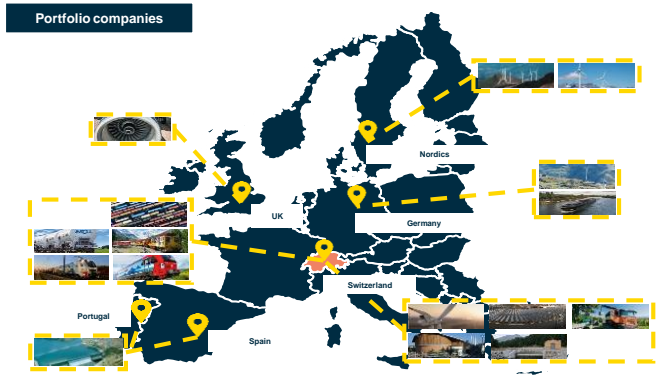 Portfolio companies
Nordics
UK
Germany
Switzerland
Portugal
Spain